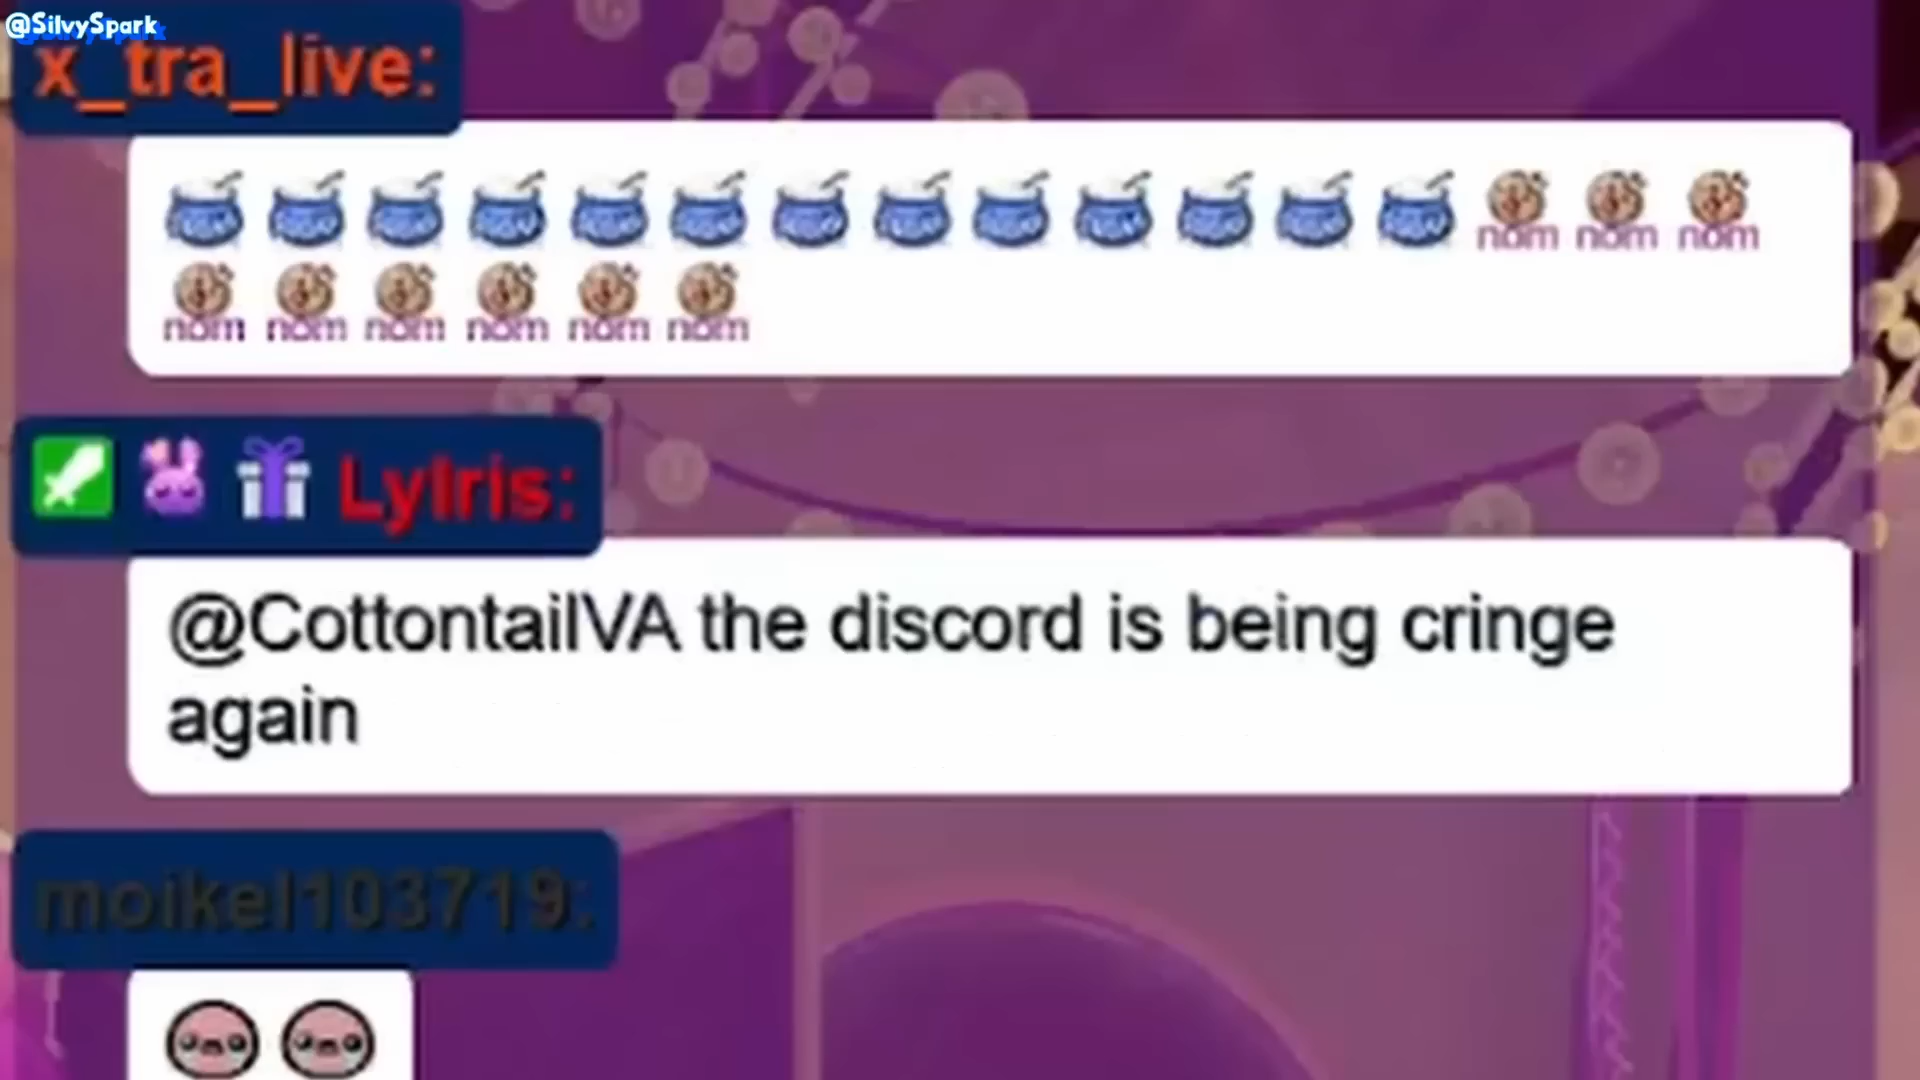 @SilvySpark
x_tra_live:
nom nom nom
nom nom nom nom nom nom
LyIris:
@CottontailVA the discord is being cringe
again
moikel103719: